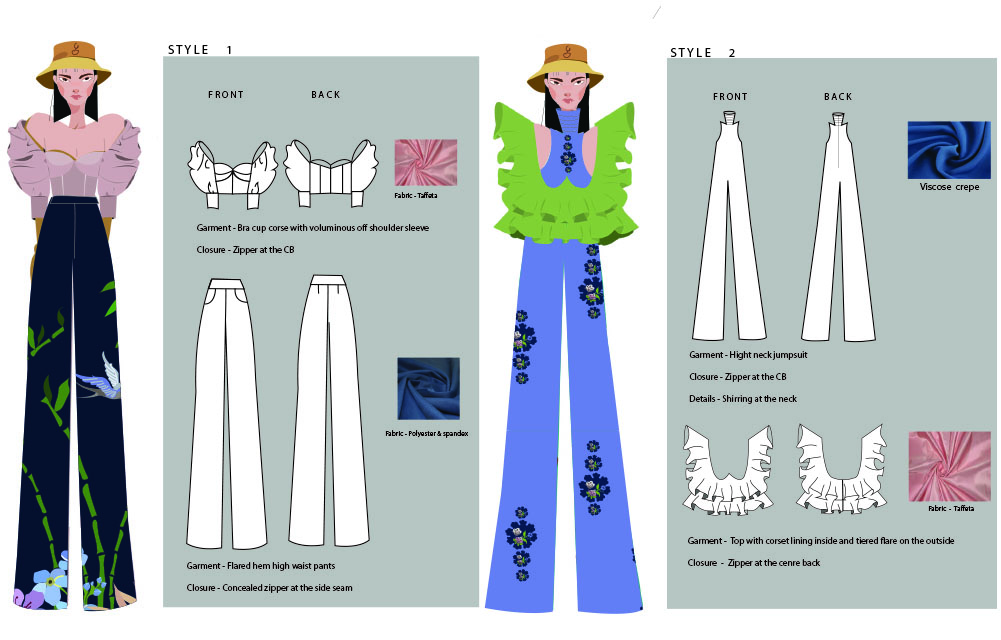 STYLE 1
FRONT BACK
Fabric - Taffeta
Garment - Bra cup corse with voluminous off shoulder sleeve
Closure - Zipper at the CB
Fabric - Polyester & spandex
Garment - Flared hem high waist pants
Closure - Concealed zipper at the side seam
STYLE 2
FRONT BACK
Viscose crepe
Garment - Hight neck jumpsuit
Closure - Zipper at the CB
Details - Shirring at the neck
Fabric - Taffeta
Garment - Top with corset lining inside and tiered flare on the outside
Closure - Zipper at the cenre back